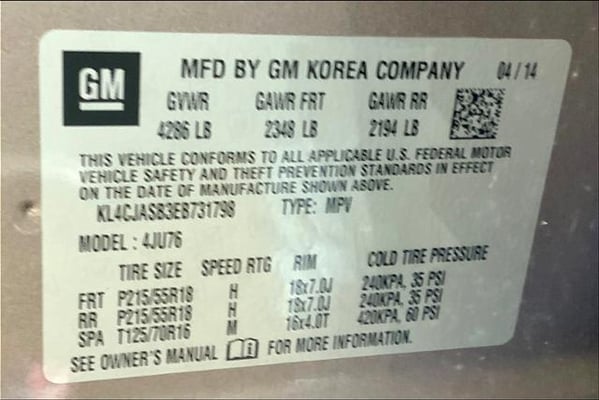 GM
MFD BY GM KOREA COMPANY 04/14
GVWR GAWR FRT GAWR RR
4286 LB 2348 LB 2194 LB
THIS VEHICLE CONFORMS TO ALL APPLICABLE U.S. FEDERAL MOTOR
VEHICLE SAFETY AND THEFT PREVENTION STANDARDS IN EFFECT
ON THE DATE OF MANUFACTURE SHOWN ABOVE.
KL4CJASB3EB731798 TYPE: MPV
MODEL : 4JU76
TIRE SIZE SPEED RTG RIM COLD TIRE PRESSURE
FRT P215/55R18 H 18x7.0J 240KPA, 35 PSI
RR P215/55R18 H 18x7.0J 240KPA, 35 PSI
SPA T125/70R16 M 16x4.0T 420KPA, 60 PSI
SEE OWNER'S MANUAL FOR MORE INFORMATION.